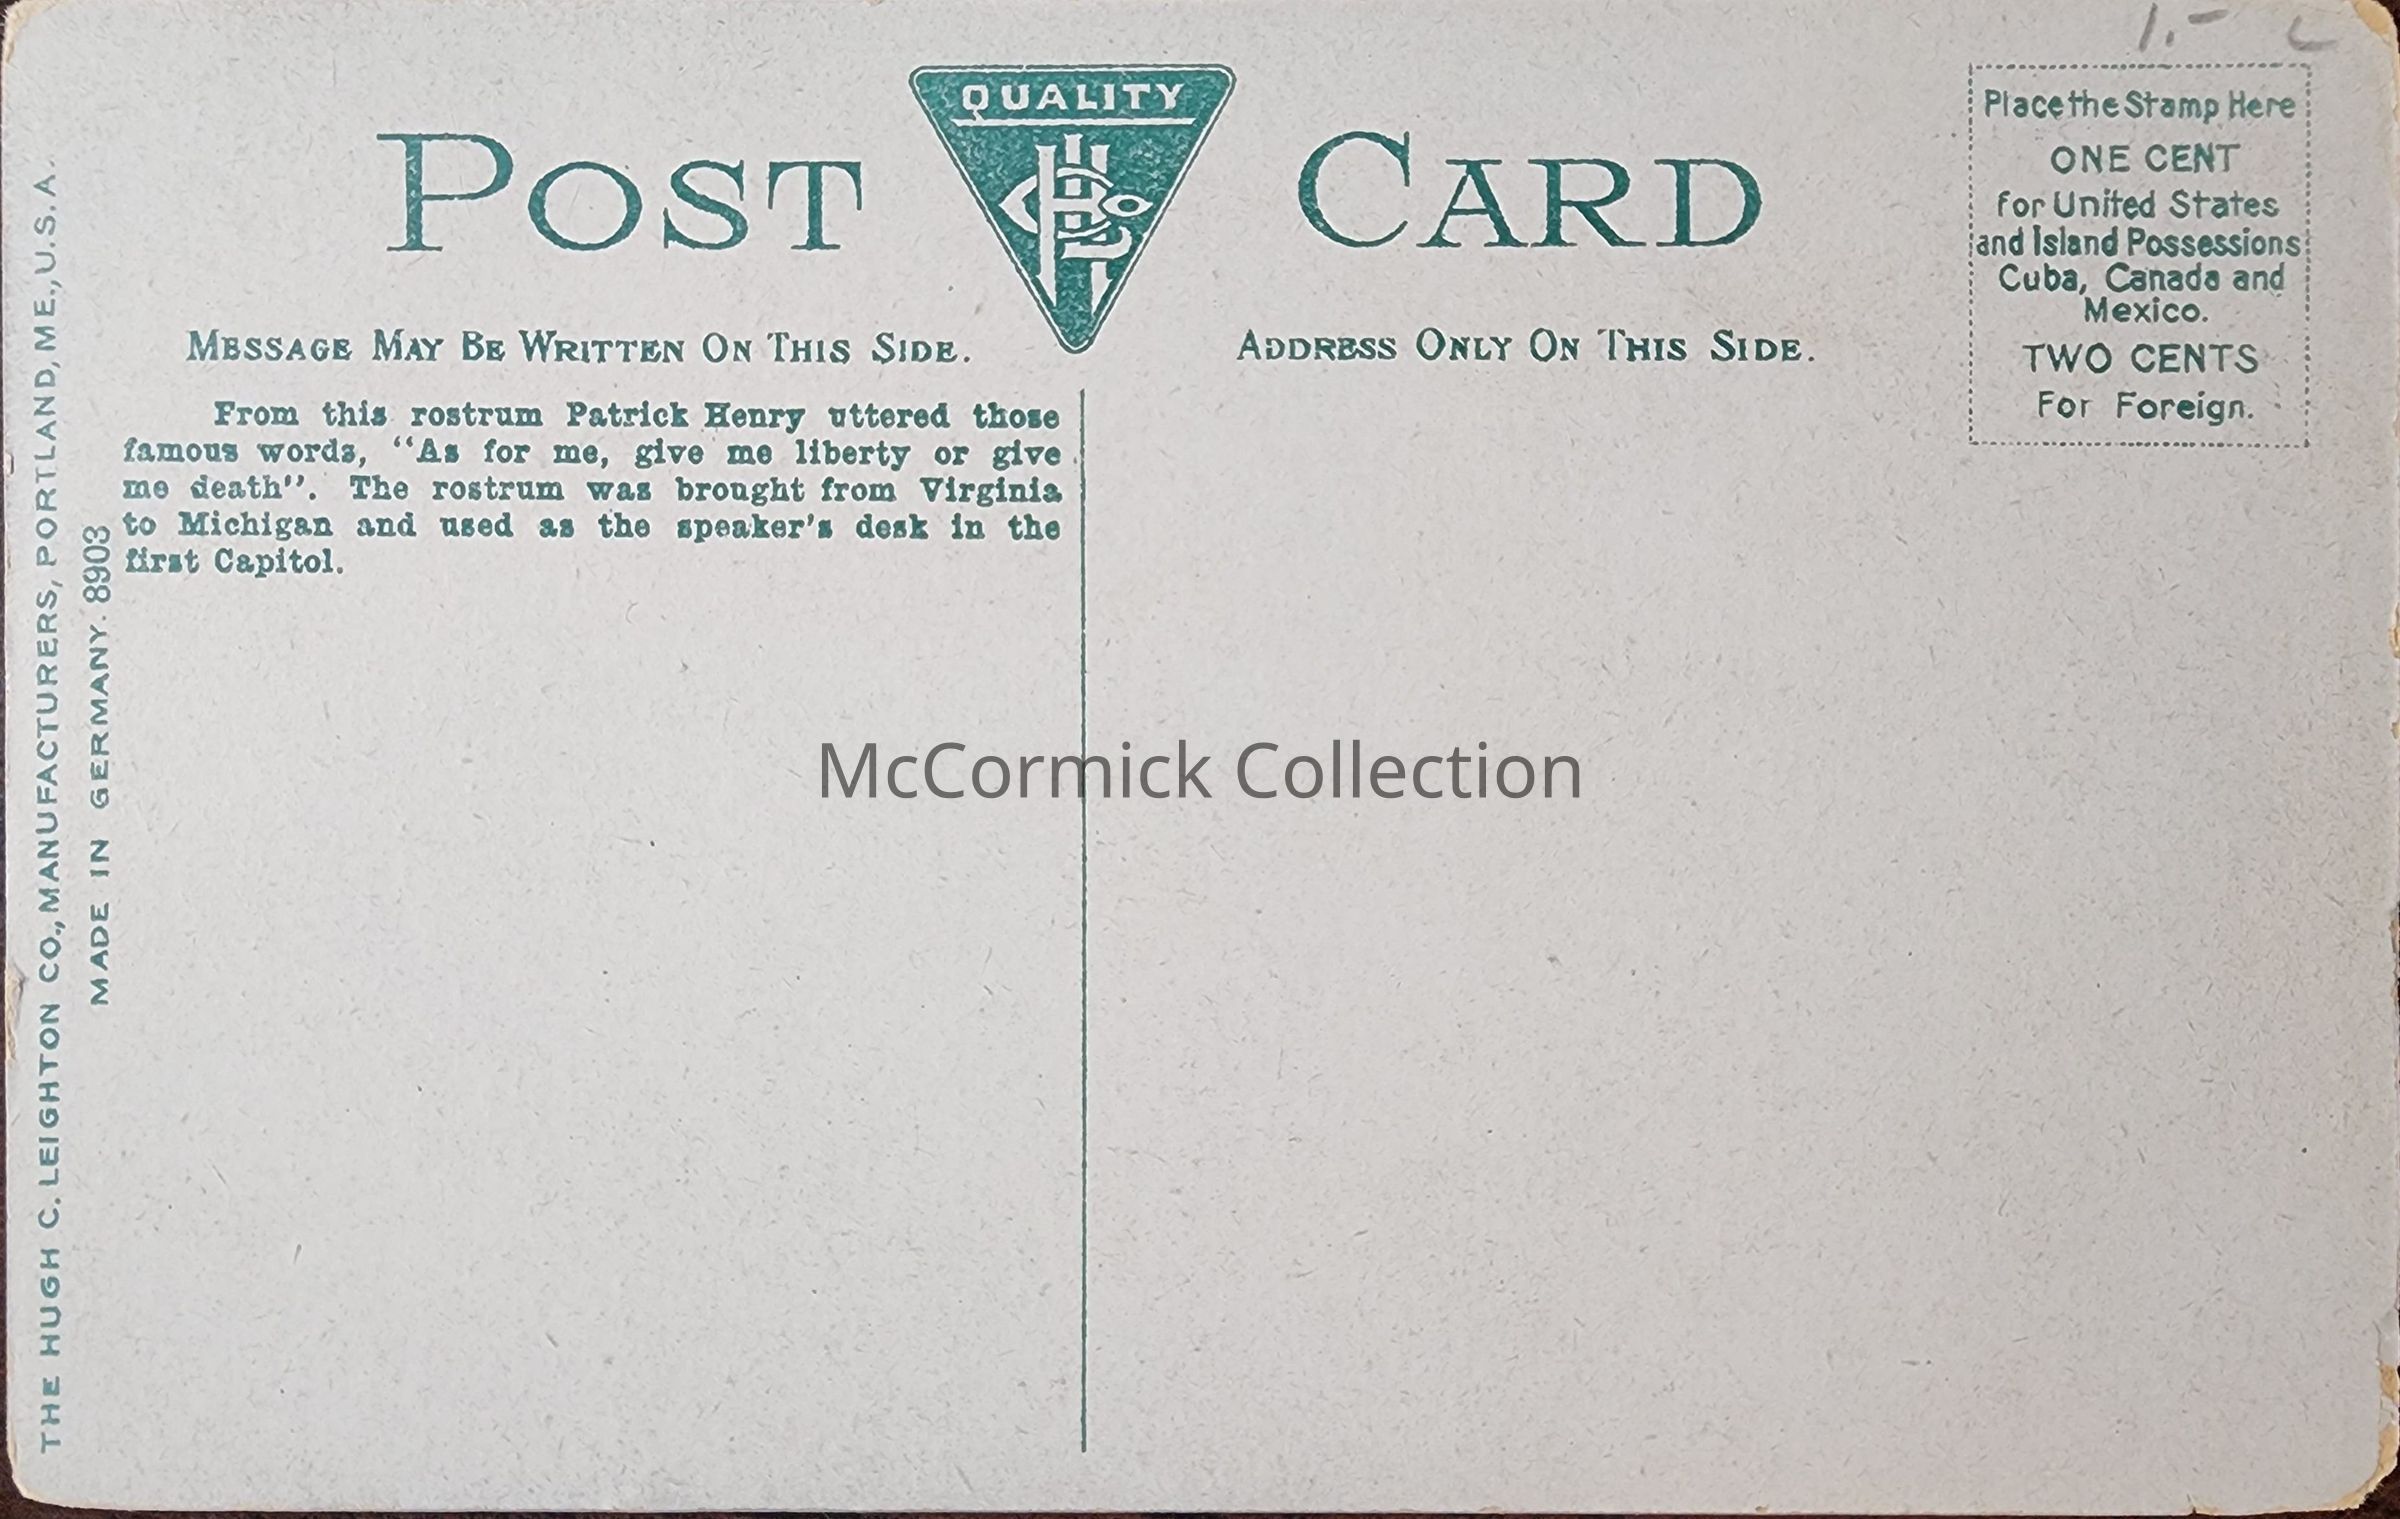 1.- L
QUALITY
POST CARD
Place the Stamp Here
ONE CENT
for United States
and Island Possessions
Cuba, Canada and
Mexico.
TWO CENTS
For Foreign.
MESSAGE MAY BE WRITTEN ON THIS SIDE.
ADDRESS ONLY ON THIS SIDE.
From this rostrum Patrick Henry uttered those
famous words, "As for me, give me liberty or give
me death". The rostrum was brought from Virginia
to Michigan and used as the speaker's desk in the
first Capitol.
THE HUGH C. LEIGHTON CO., MANUFACTURERS, PORTLAND, ME., U.S.A.
MADE IN GERMANY. 8903
McCormick Collection